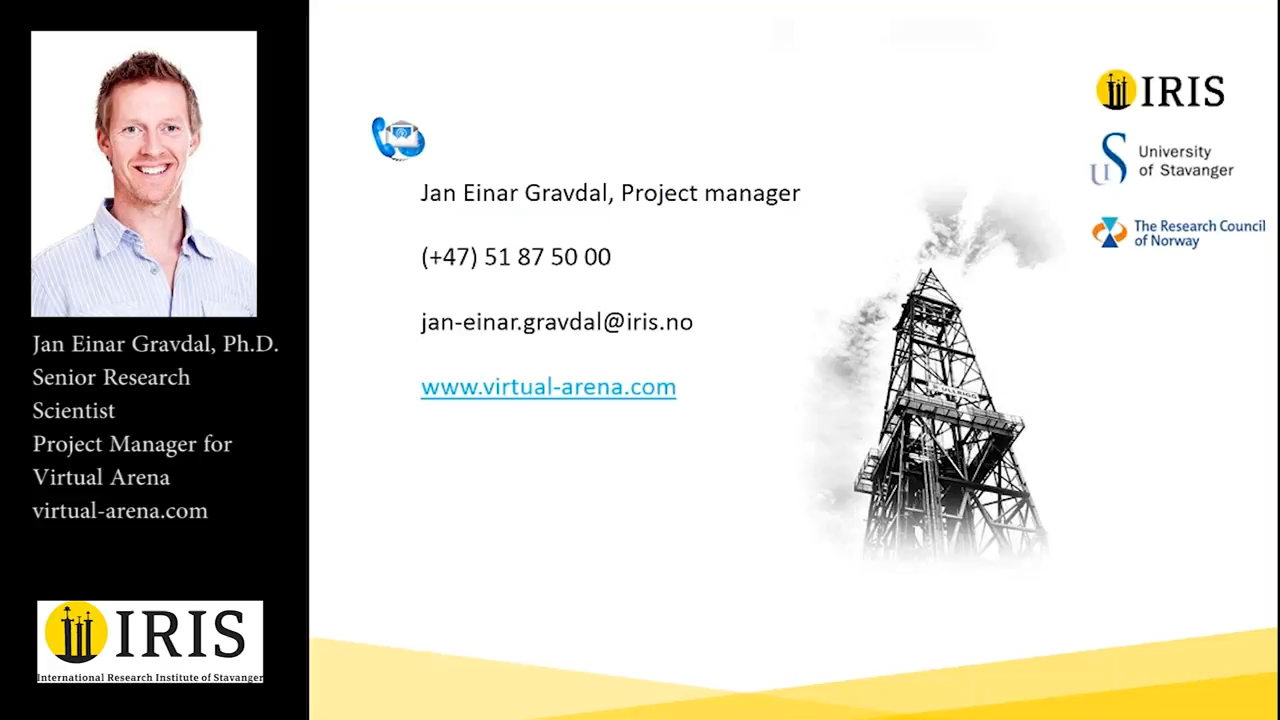 Jan Einar Gravdal, Ph.D.
Senior Research
Scientist
Project Manager for
Virtual Arena
virtual-arena.com
IRIS
International Research Institute of Stavanger
Jan Einar Gravdal, Project manager
(+47) 51 87 50 00
jan-einar.gravdal@iris.no
www.virtual-arena.com
IRIS
US
University
of Stavanger
The Research Council
of Norway